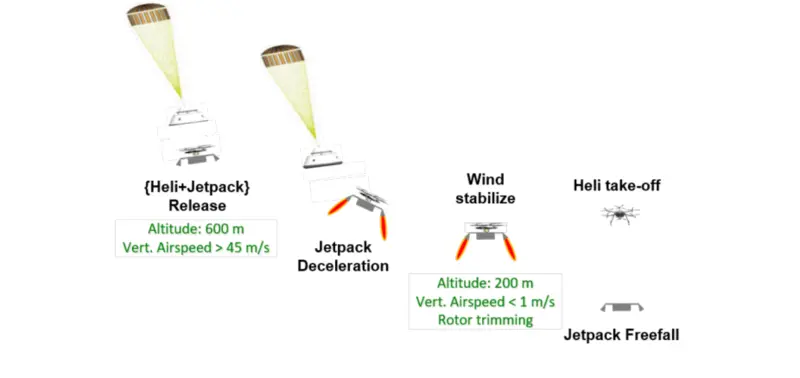 {Heli+Jetpack}
Release
Altitude: 600 m
Vert. Airspeed > 45 m/s
Jetpack
Deceleration
Wind
stabilize
Altitude: 200 m
Vert. Airspeed < 1 m/s
Rotor trimming
Heli take-off
Jetpack Freefall